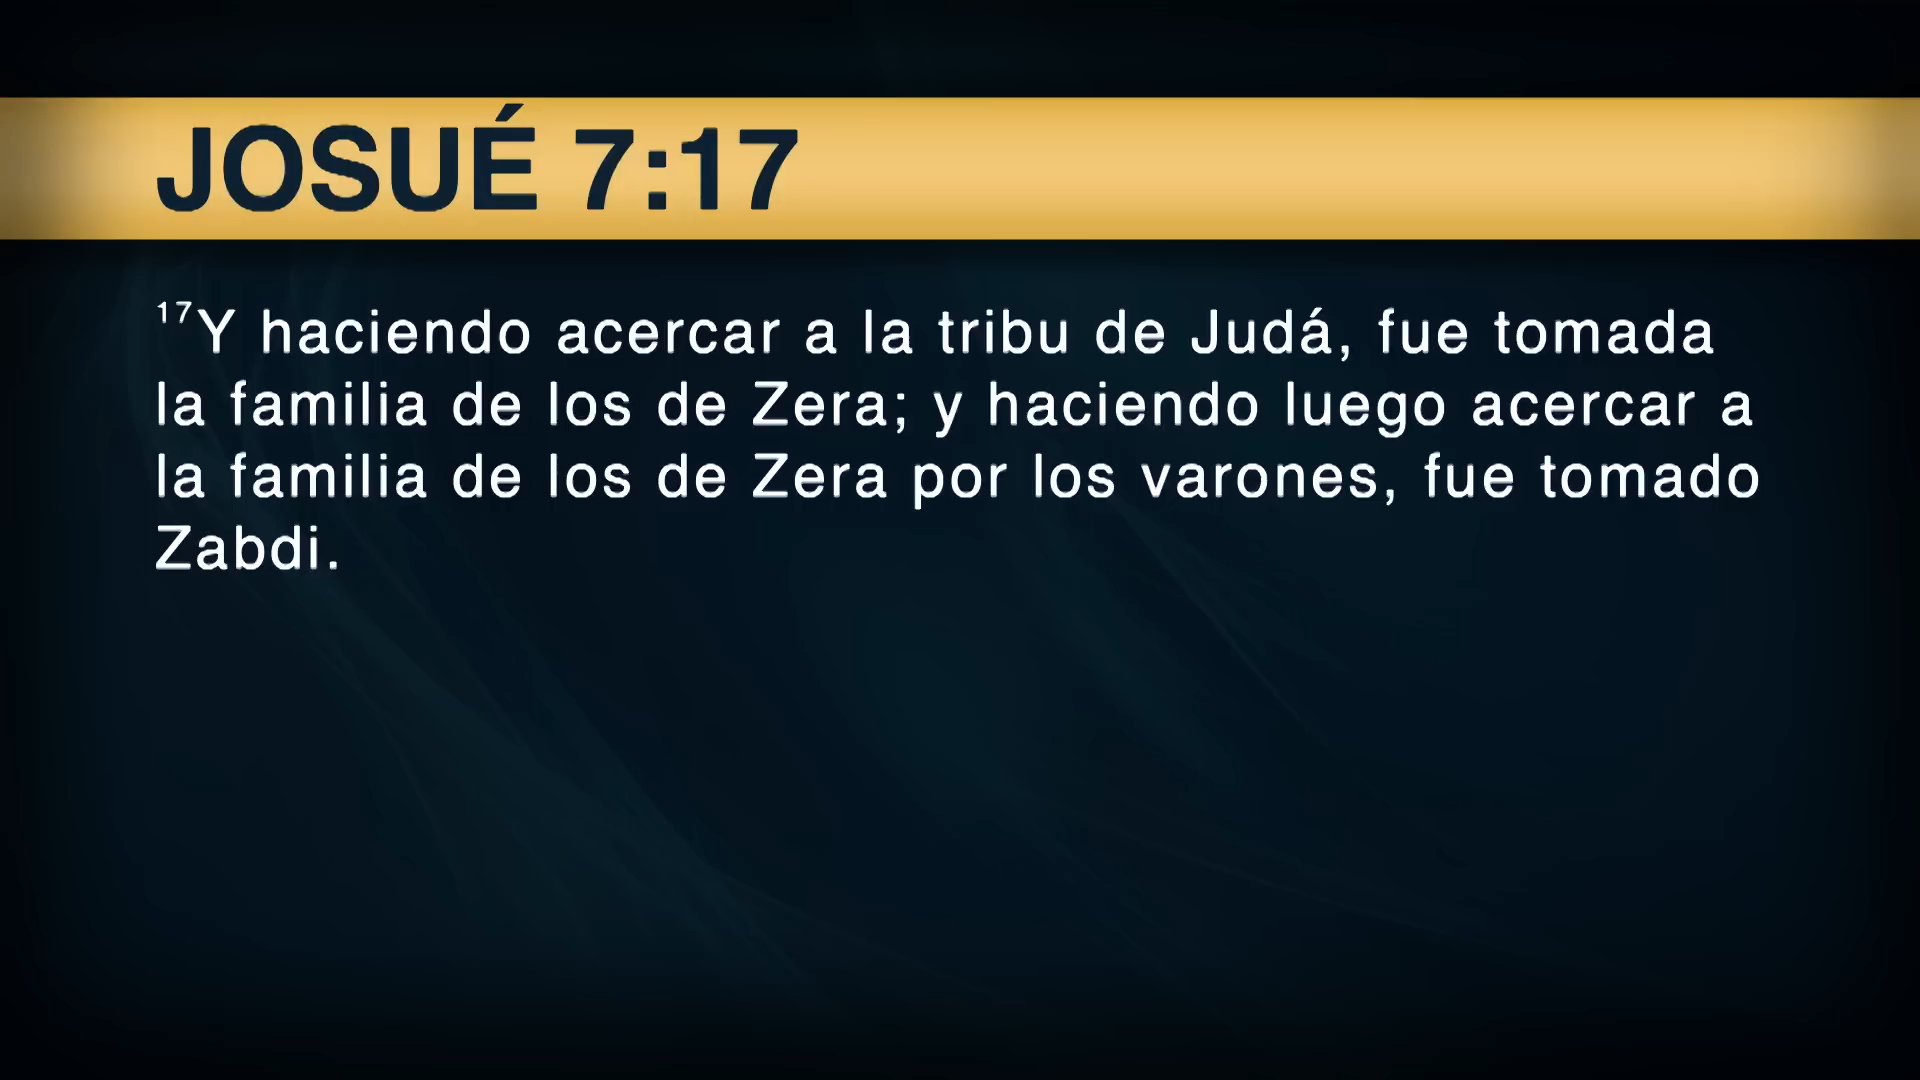 JOSUÉ 7:17
17Y haciendo acercar a la tribu de Judá, fue tomada
la familia de los de Zera; y haciendo luego acercar a
la familia de los de Zera por los varones, fue tomado
Zabdi.